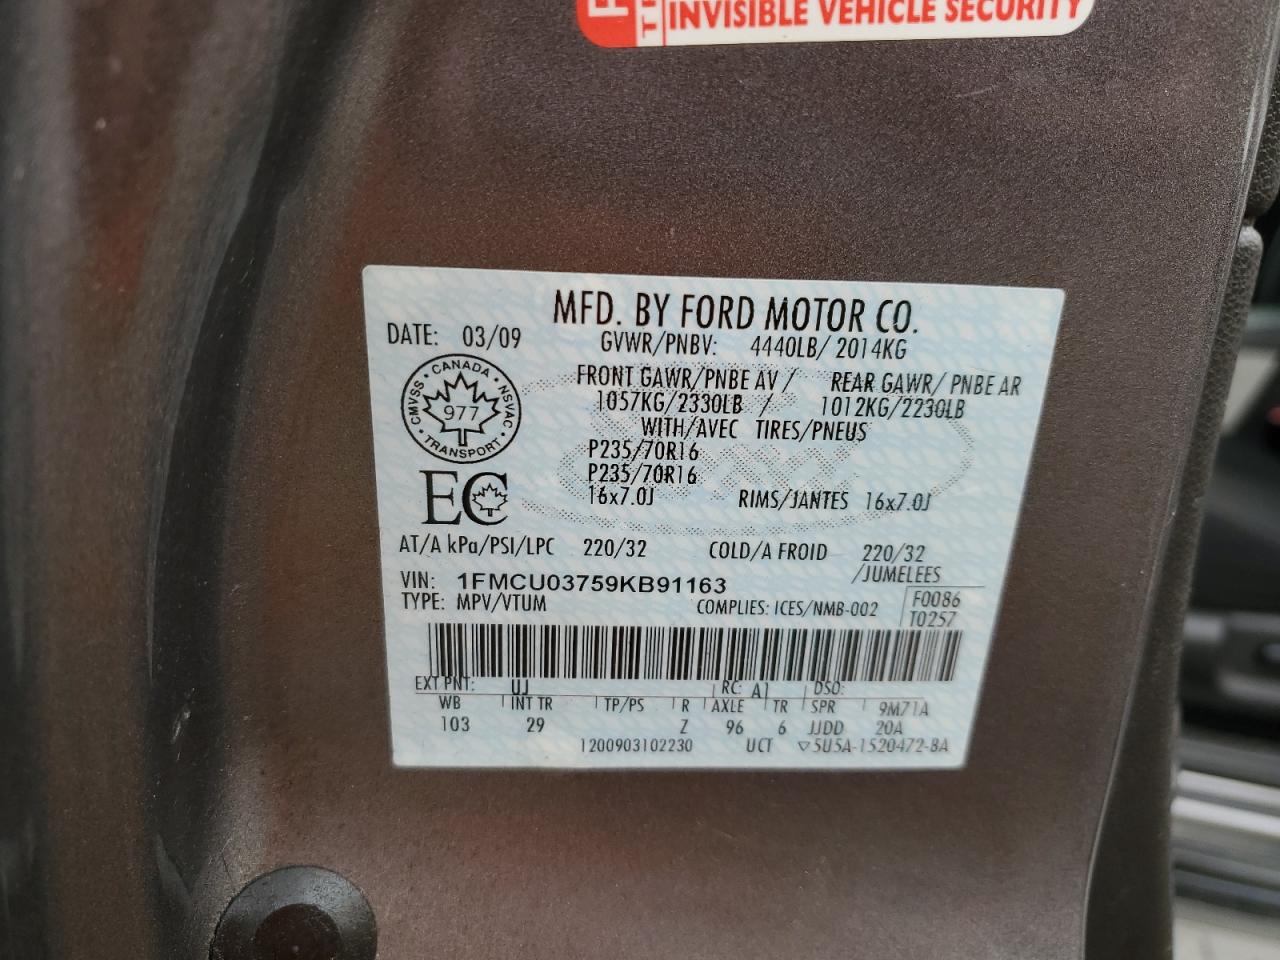 INVISIBLE VEHICLE SECURITY
MFD. BY FORD MOTOR CO.
DATE: 03/09 GVWR/PNBV: 4440LB/ 2014KG
FRONT GAWR/PNBE AV / REAR GAWR/ PNBE AR
1057KG/2330LB / 1012KG/2230LB
WITH/AVEC TIRES/PNEUS
CANADA
CMVSS 977 NSVAC
TRANSPORT
P235/70R16
P235/70R16
16x7.0J RIMS/JANTES 16x7.0J
EC
AT/A kPa/PSI/LPC 220/32 COLD/A FROID 220/32
/JUMELEES
VIN: 1FMCU03759KB91163
TYPE: MPV/VTUM COMPLIES: ICES/NMB-002 F0086
T0257
EXT PNT: UJ RC: A1 DSO:
WB INT TR TP/PS R AXLE TR SPR 9M71A
103 29 Z 96 6 JJDD 20A
1200903102230 UCT ▽5U5A-1520472-BA